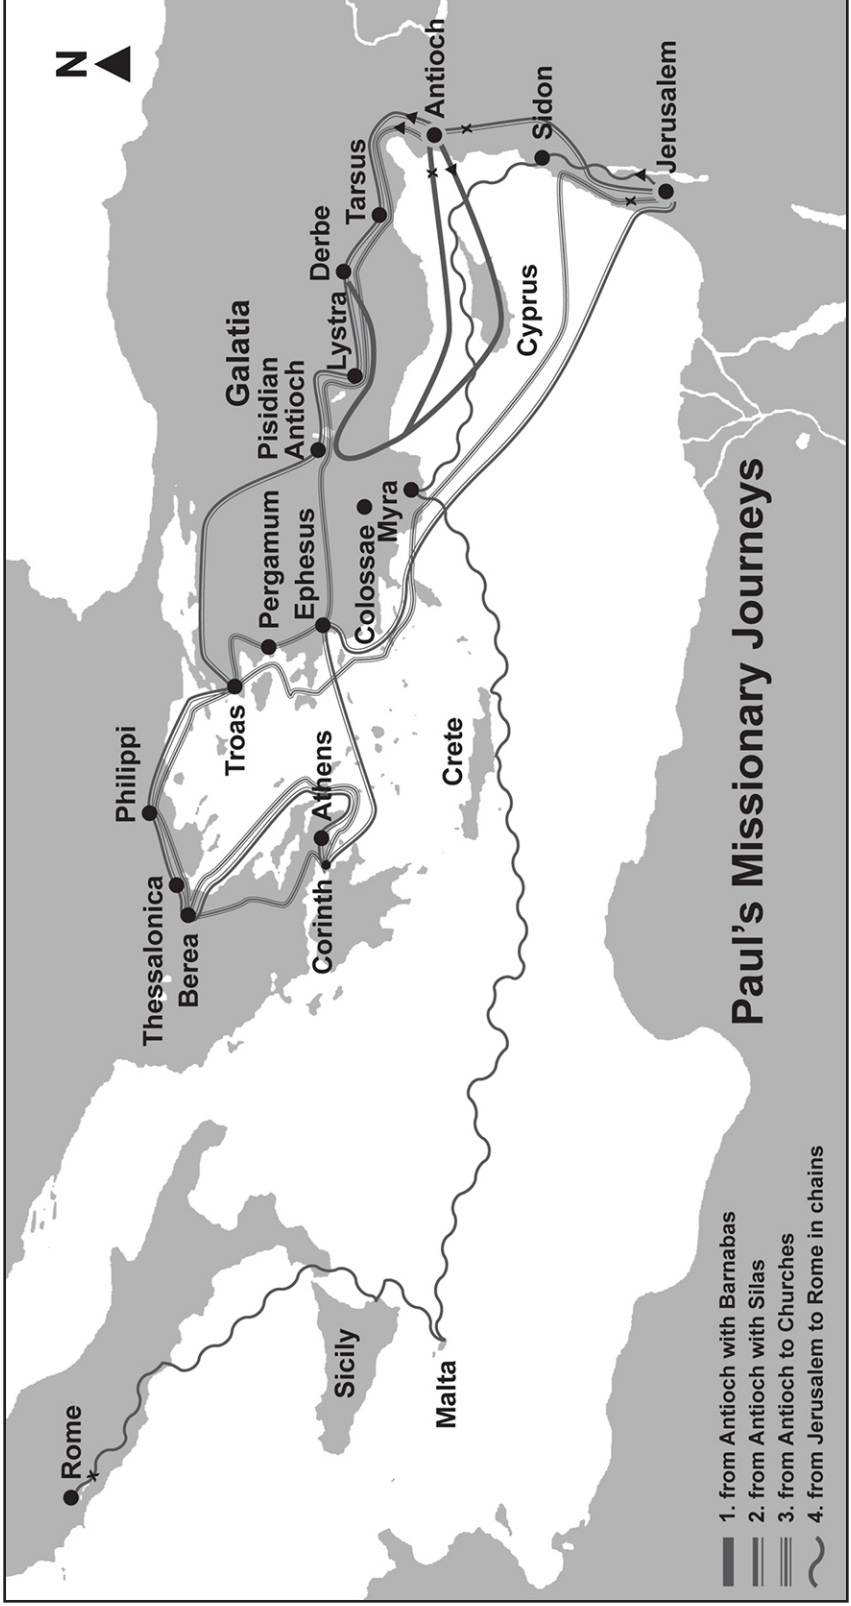 N
Rome
Sicily
Malta
Thessalonica
Berea
Philippi
Corinth
Athens
Troas
Crete
Pergamum
Ephesus
Colossae
Myra
Galatia
Pisidian
Antioch
Lystra
Derbe
Tarsus
Cyprus
Antioch
Sidon
Jerusalem
Paul's Missionary Journeys
1. from Antioch with Barnabas
2. from Antioch with Silas
3. from Antioch to Churches
4. from Jerusalem to Rome in chains